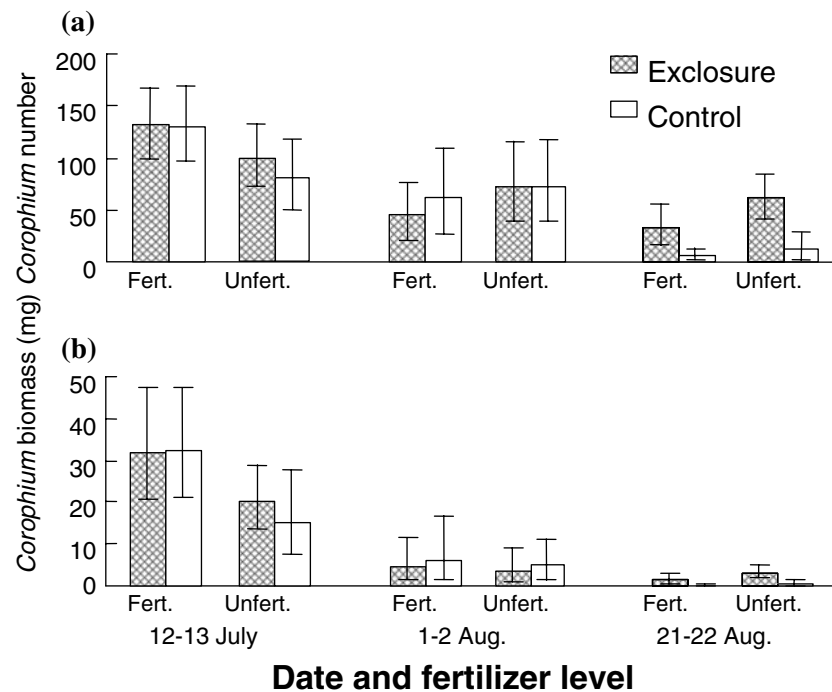 (a)
Corophium number
200
150
100
50
0
Exclosure
Control
Fert. Unfert. Fert. Unfert. Fert. Unfert.
(b)
Corophium biomass (mg)
50
40
30
20
10
0
Fert. Unfert. Fert. Unfert. Fert. Unfert.
12-13 July 1-2 Aug. 21-22 Aug.
Date and fertilizer level